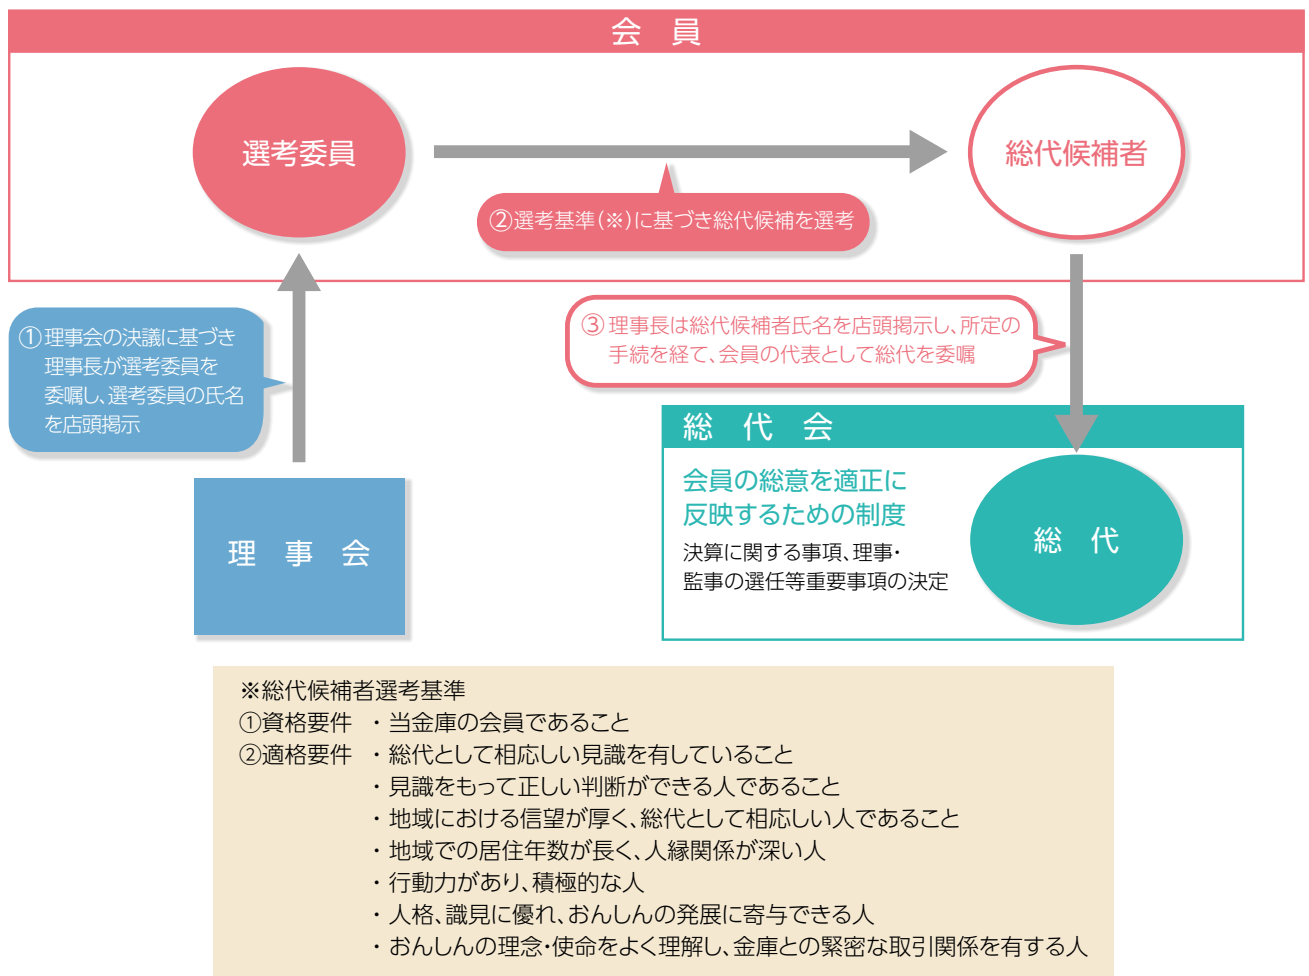 会　員
選考委員
総代候補者
②選考基準(※)に基づき総代候補を選考
①理事会の決議に基づき
理事長が選考委員を
委嘱し、選考委員の氏名
を店頭掲示
③理事長は総代候補者氏名を店頭掲示し、所定の
手続を経て、会員の代表として総代を委嘱
理　事　会
総　代　会
会員の総意を適正に
反映するための制度
決算に関する事項、理事・
監事の選任等重要事項の決定
総　代
※総代候補者選考基準
①資格要件　・当金庫の会員であること
②適格要件　・総代として相応しい見識を有していること
・見識をもって正しい判断ができる人であること
・地域における信望が厚く、総代として相応しい人であること
・地域での居住年数が長く、人縁関係が深い人
・行動力があり、積極的な人
・人格、識見に優れ、おんしんの発展に寄与できる人
・おんしんの理念・使命をよく理解し、金庫との緊密な取引関係を有する人